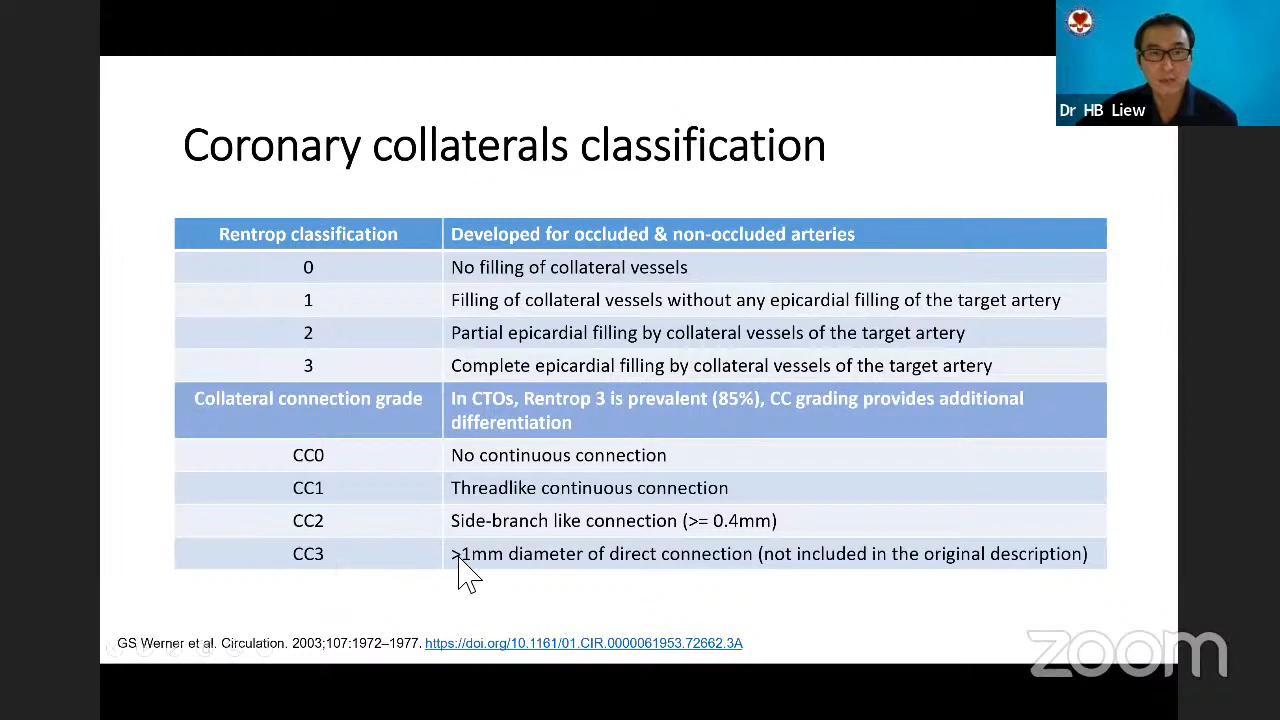 Dr HB Liew
Coronary collaterals classification
Rentrop classification Developed for occluded & non-occluded arteries
0 No filling of collateral vessels
1 Filling of collateral vessels without any epicardial filling of the target artery
2 Partial epicardial filling by collateral vessels of the target artery
3 Complete epicardial filling by collateral vessels of the target artery
Collateral connection grade In CTOs, Rentrop 3 is prevalent (85%), CC grading provides additional
differentiation
CC0 No continuous connection
CC1 Threadlike continuous connection
CC2 Side-branch like connection (>= 0.4mm)
CC3 >1mm diameter of direct connection (not included in the original description)
GS Werner et al. Circulation. 2003;107:1972–1977. https://doi.org/10.1161/01.CIR.0000061953.72662.3A
zoom